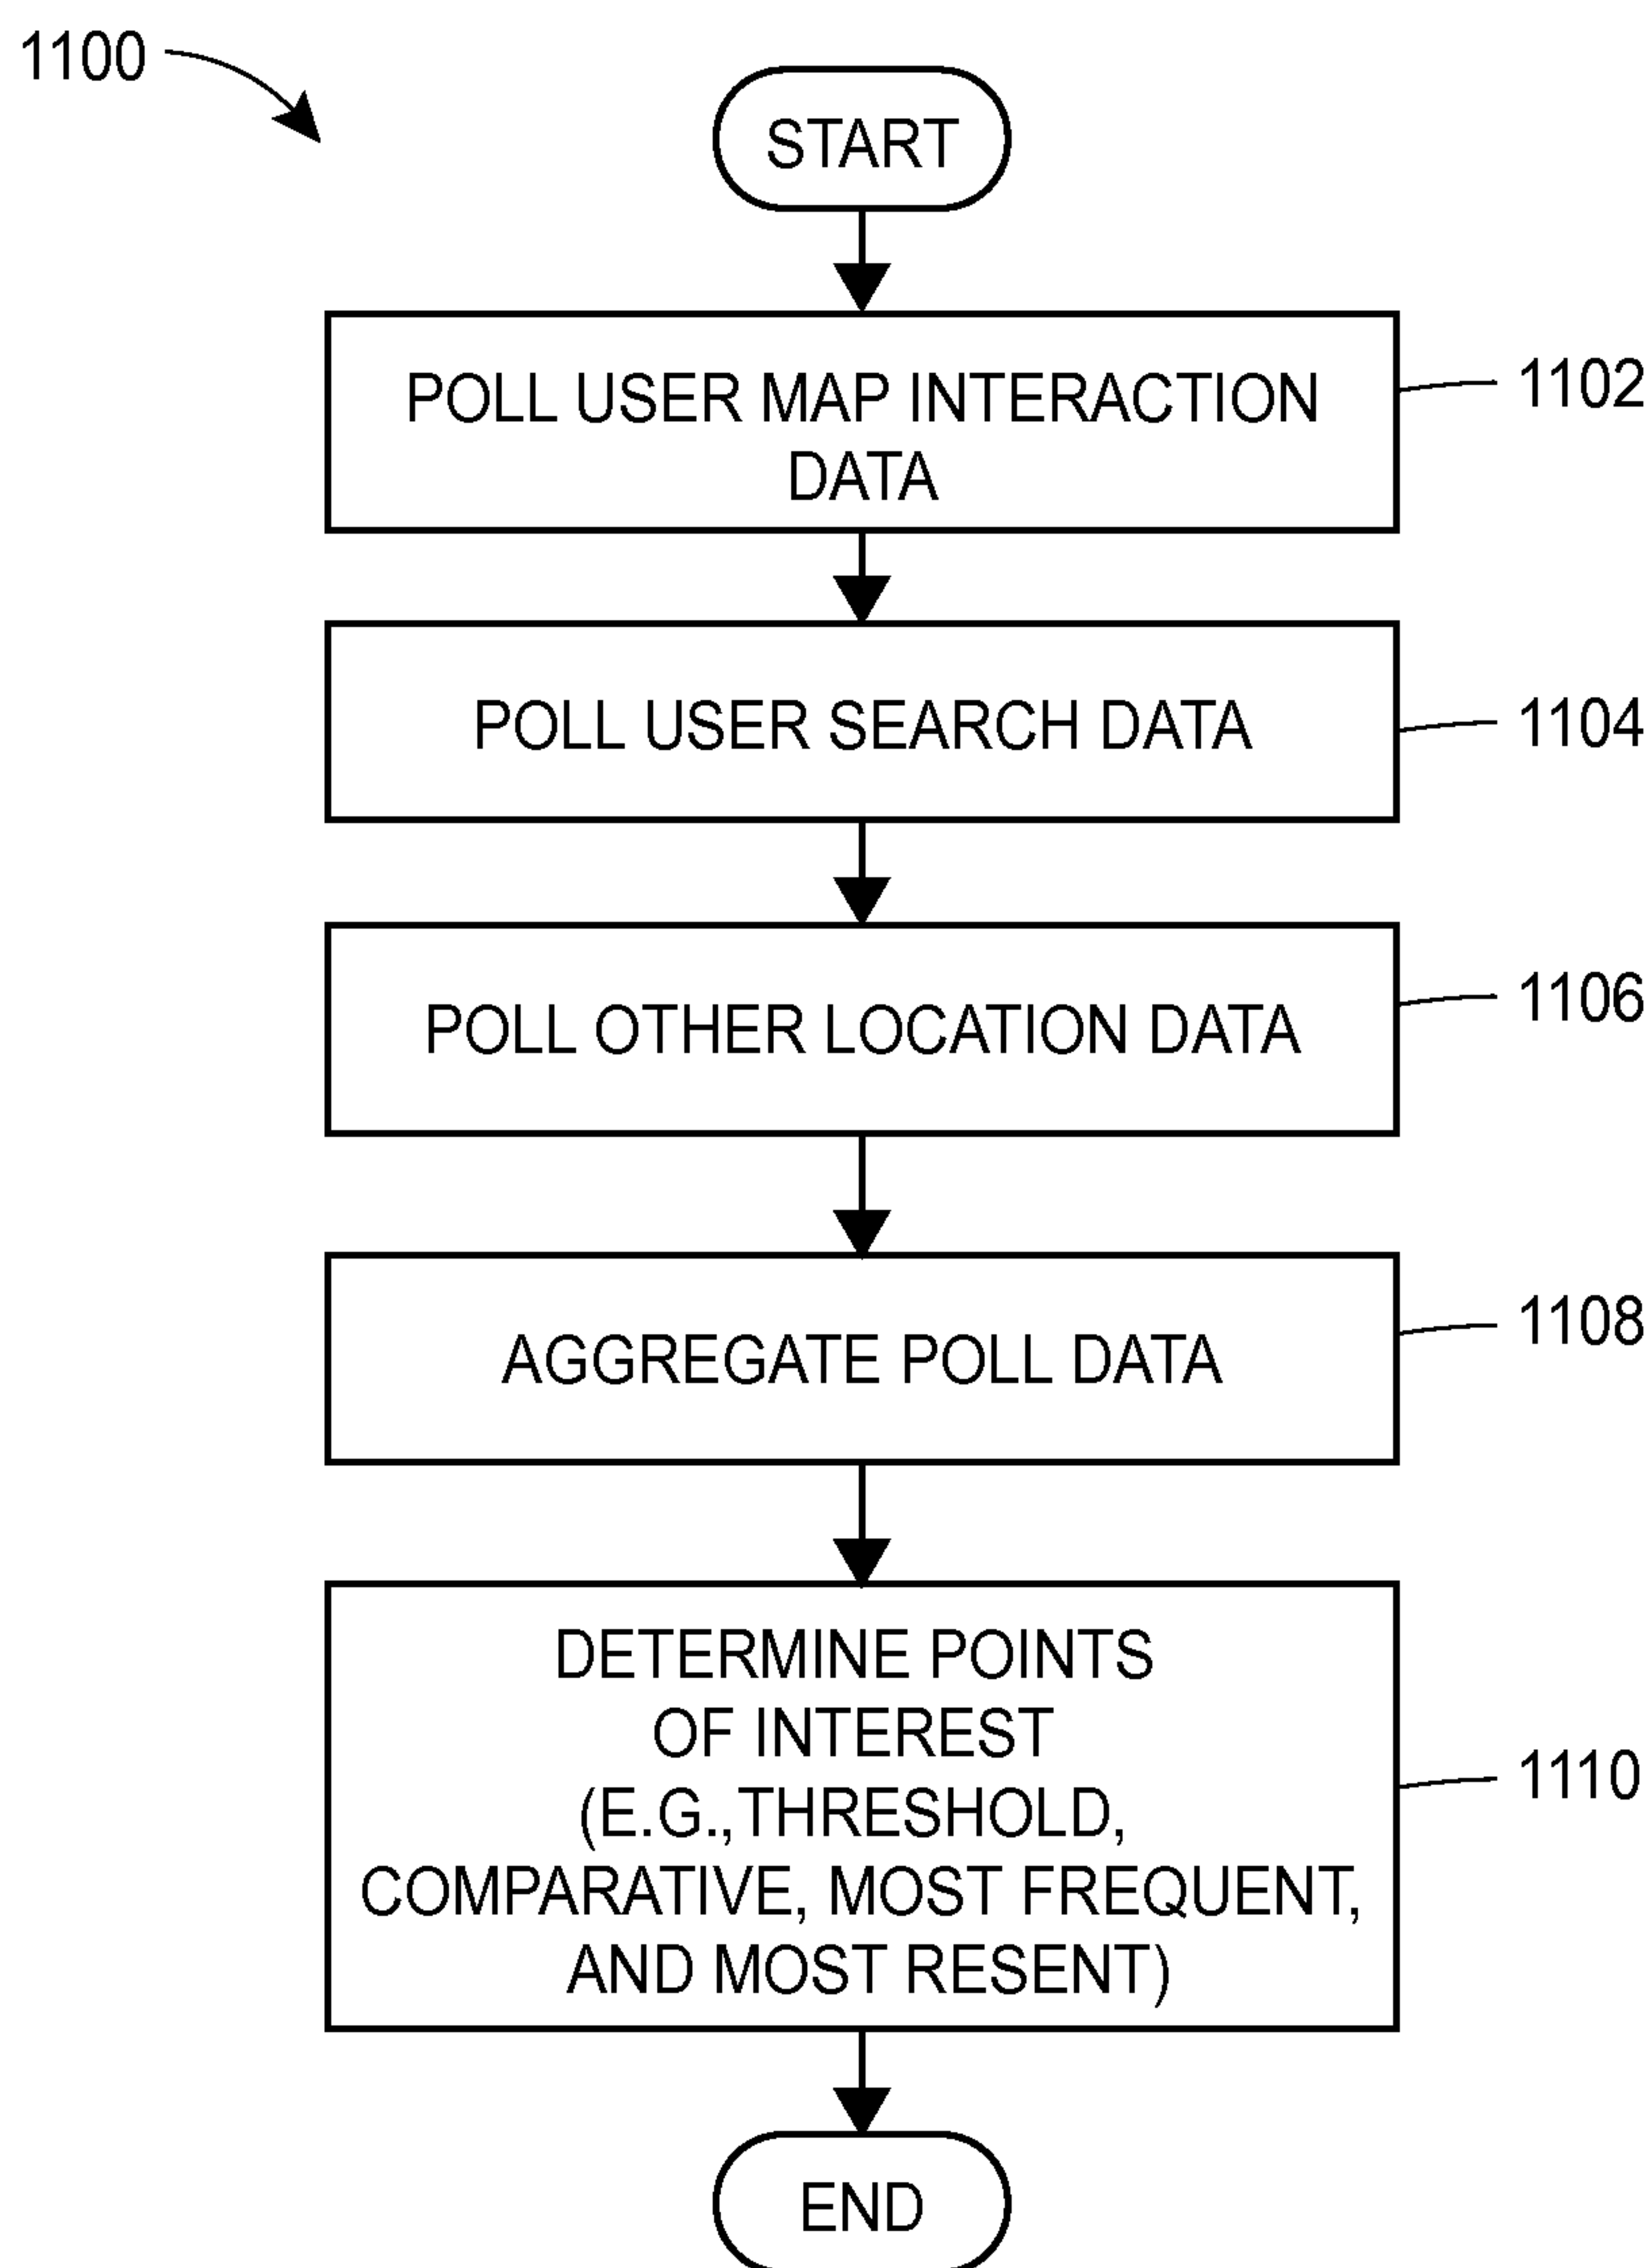 1100
START
POLL USER MAP INTERACTION
DATA
1102
POLL USER SEARCH DATA
1104
POLL OTHER LOCATION DATA
1106
AGGREGATE POLL DATA
1108
DETERMINE POINTS
OF INTEREST
(E.G.,THRESHOLD,
COMPARATIVE, MOST FREQUENT,
AND MOST RESENT)
1110
END